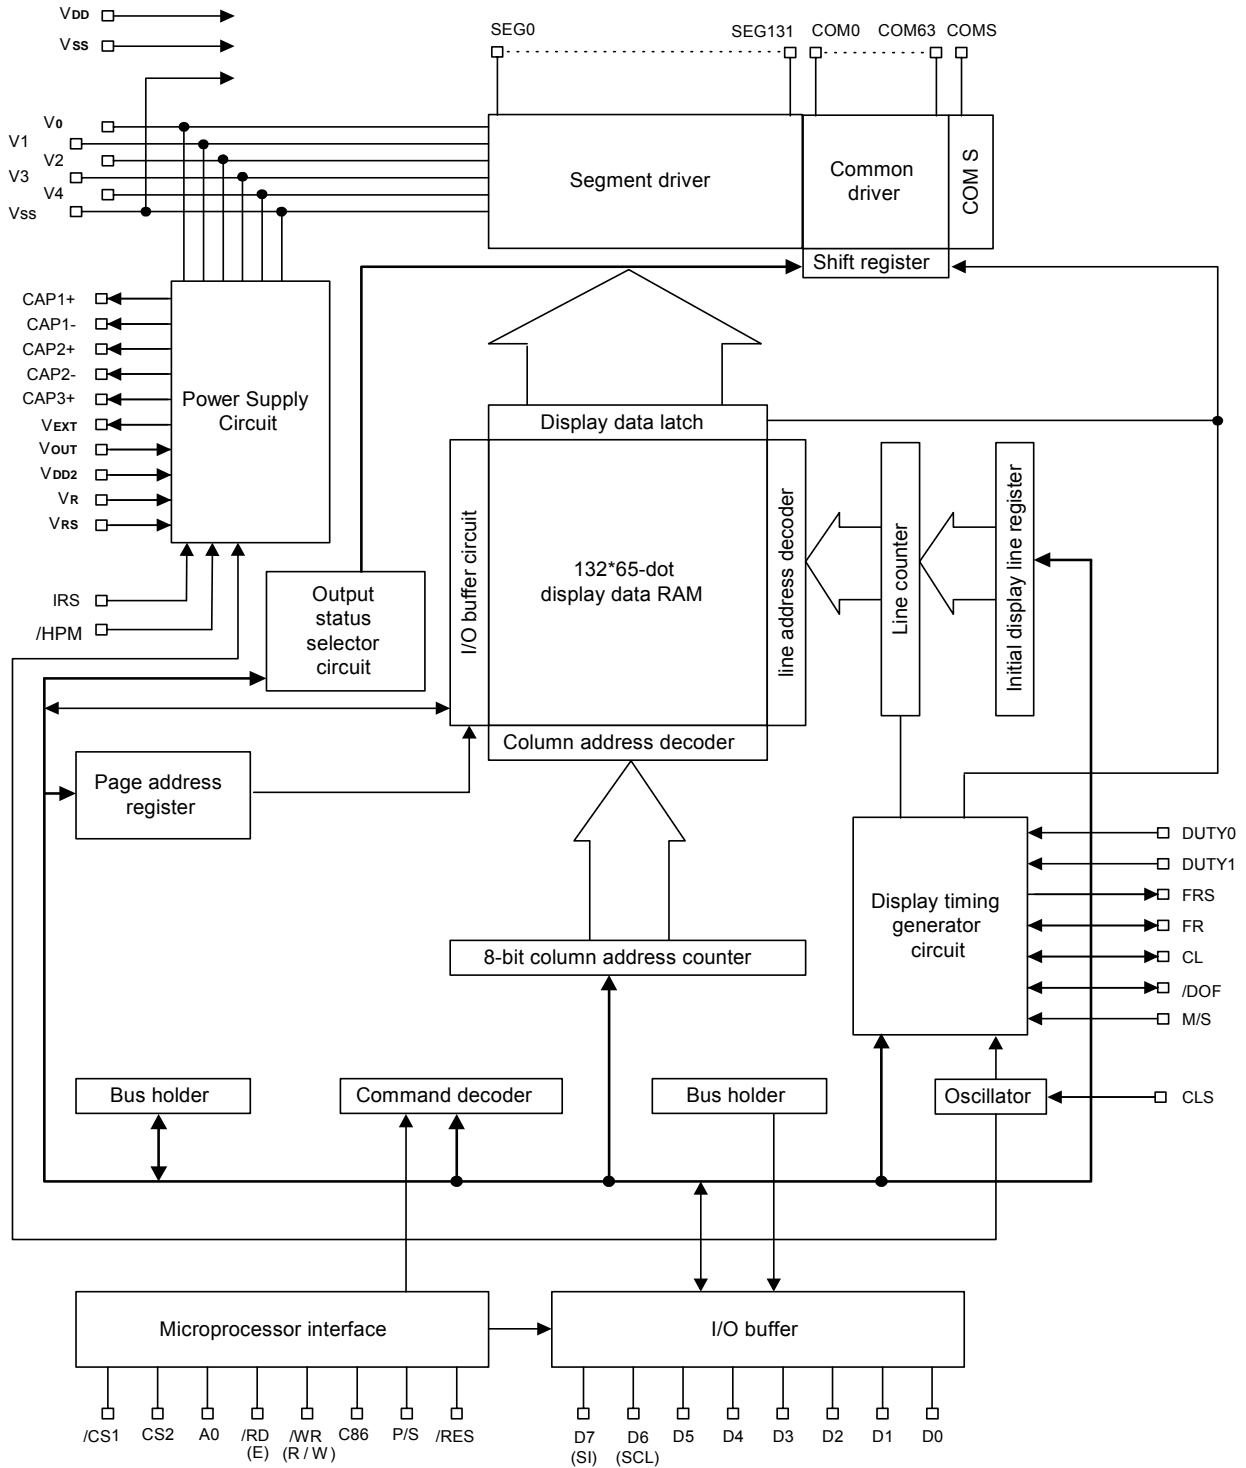 VDD
VSS
SEG0
SEG131
COM0
COM63
COMS
V0
V1
V2
V3
V4
VSS
Segment driver
Common
driver
COM S
Shift register
CAP1+
CAP1-
CAP2+
CAP2-
CAP3+
VEXT
VOUT
VDD2
VR
VRS
Power Supply
Circuit
IRS
/HPM
Output
status
selector
circuit
Display data latch
I/O buffer circuit
132*65-dot
display data RAM
line address decoder
Line counter
Initial display line register
Column address decoder
Page address
register
8-bit column address counter
Display timing
generator
circuit
DUTY0
DUTY1
FRS
FR
CL
/DOF
M/S
Bus holder
Command decoder
Bus holder
Oscillator
CLS
Microprocessor interface
I/O buffer
/CS1
CS2
A0
/RD
(E)
/WR
(R / W)
C86
P/S
/RES
D7
(SI)
D6
(SCL)
D5
D4
D3
D2
D1
D0